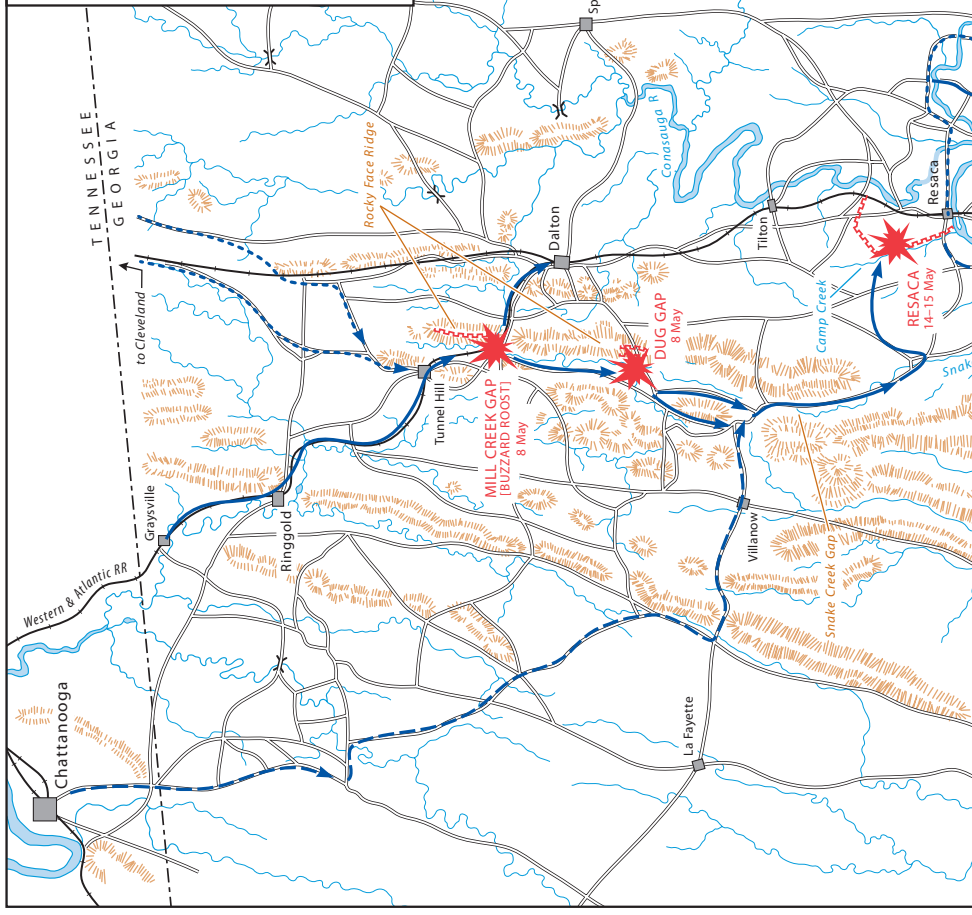 TENNESSEE
GEORGIA
to Cleveland
Rocky Face Ridge
Conasauga R
Graysville
Western & Atlantic RR
Chattanooga
Ringgold
Tunnel Hill
MILL CREEK GAP
[BUZZARD ROOST]
8 May
Dalton
DUG GAP
8 May
Tilton
Camp Creek
RESACA
14–15 May
Resaca
Villanow
Snake Creek Gap
La Fayette
Snak
Sp